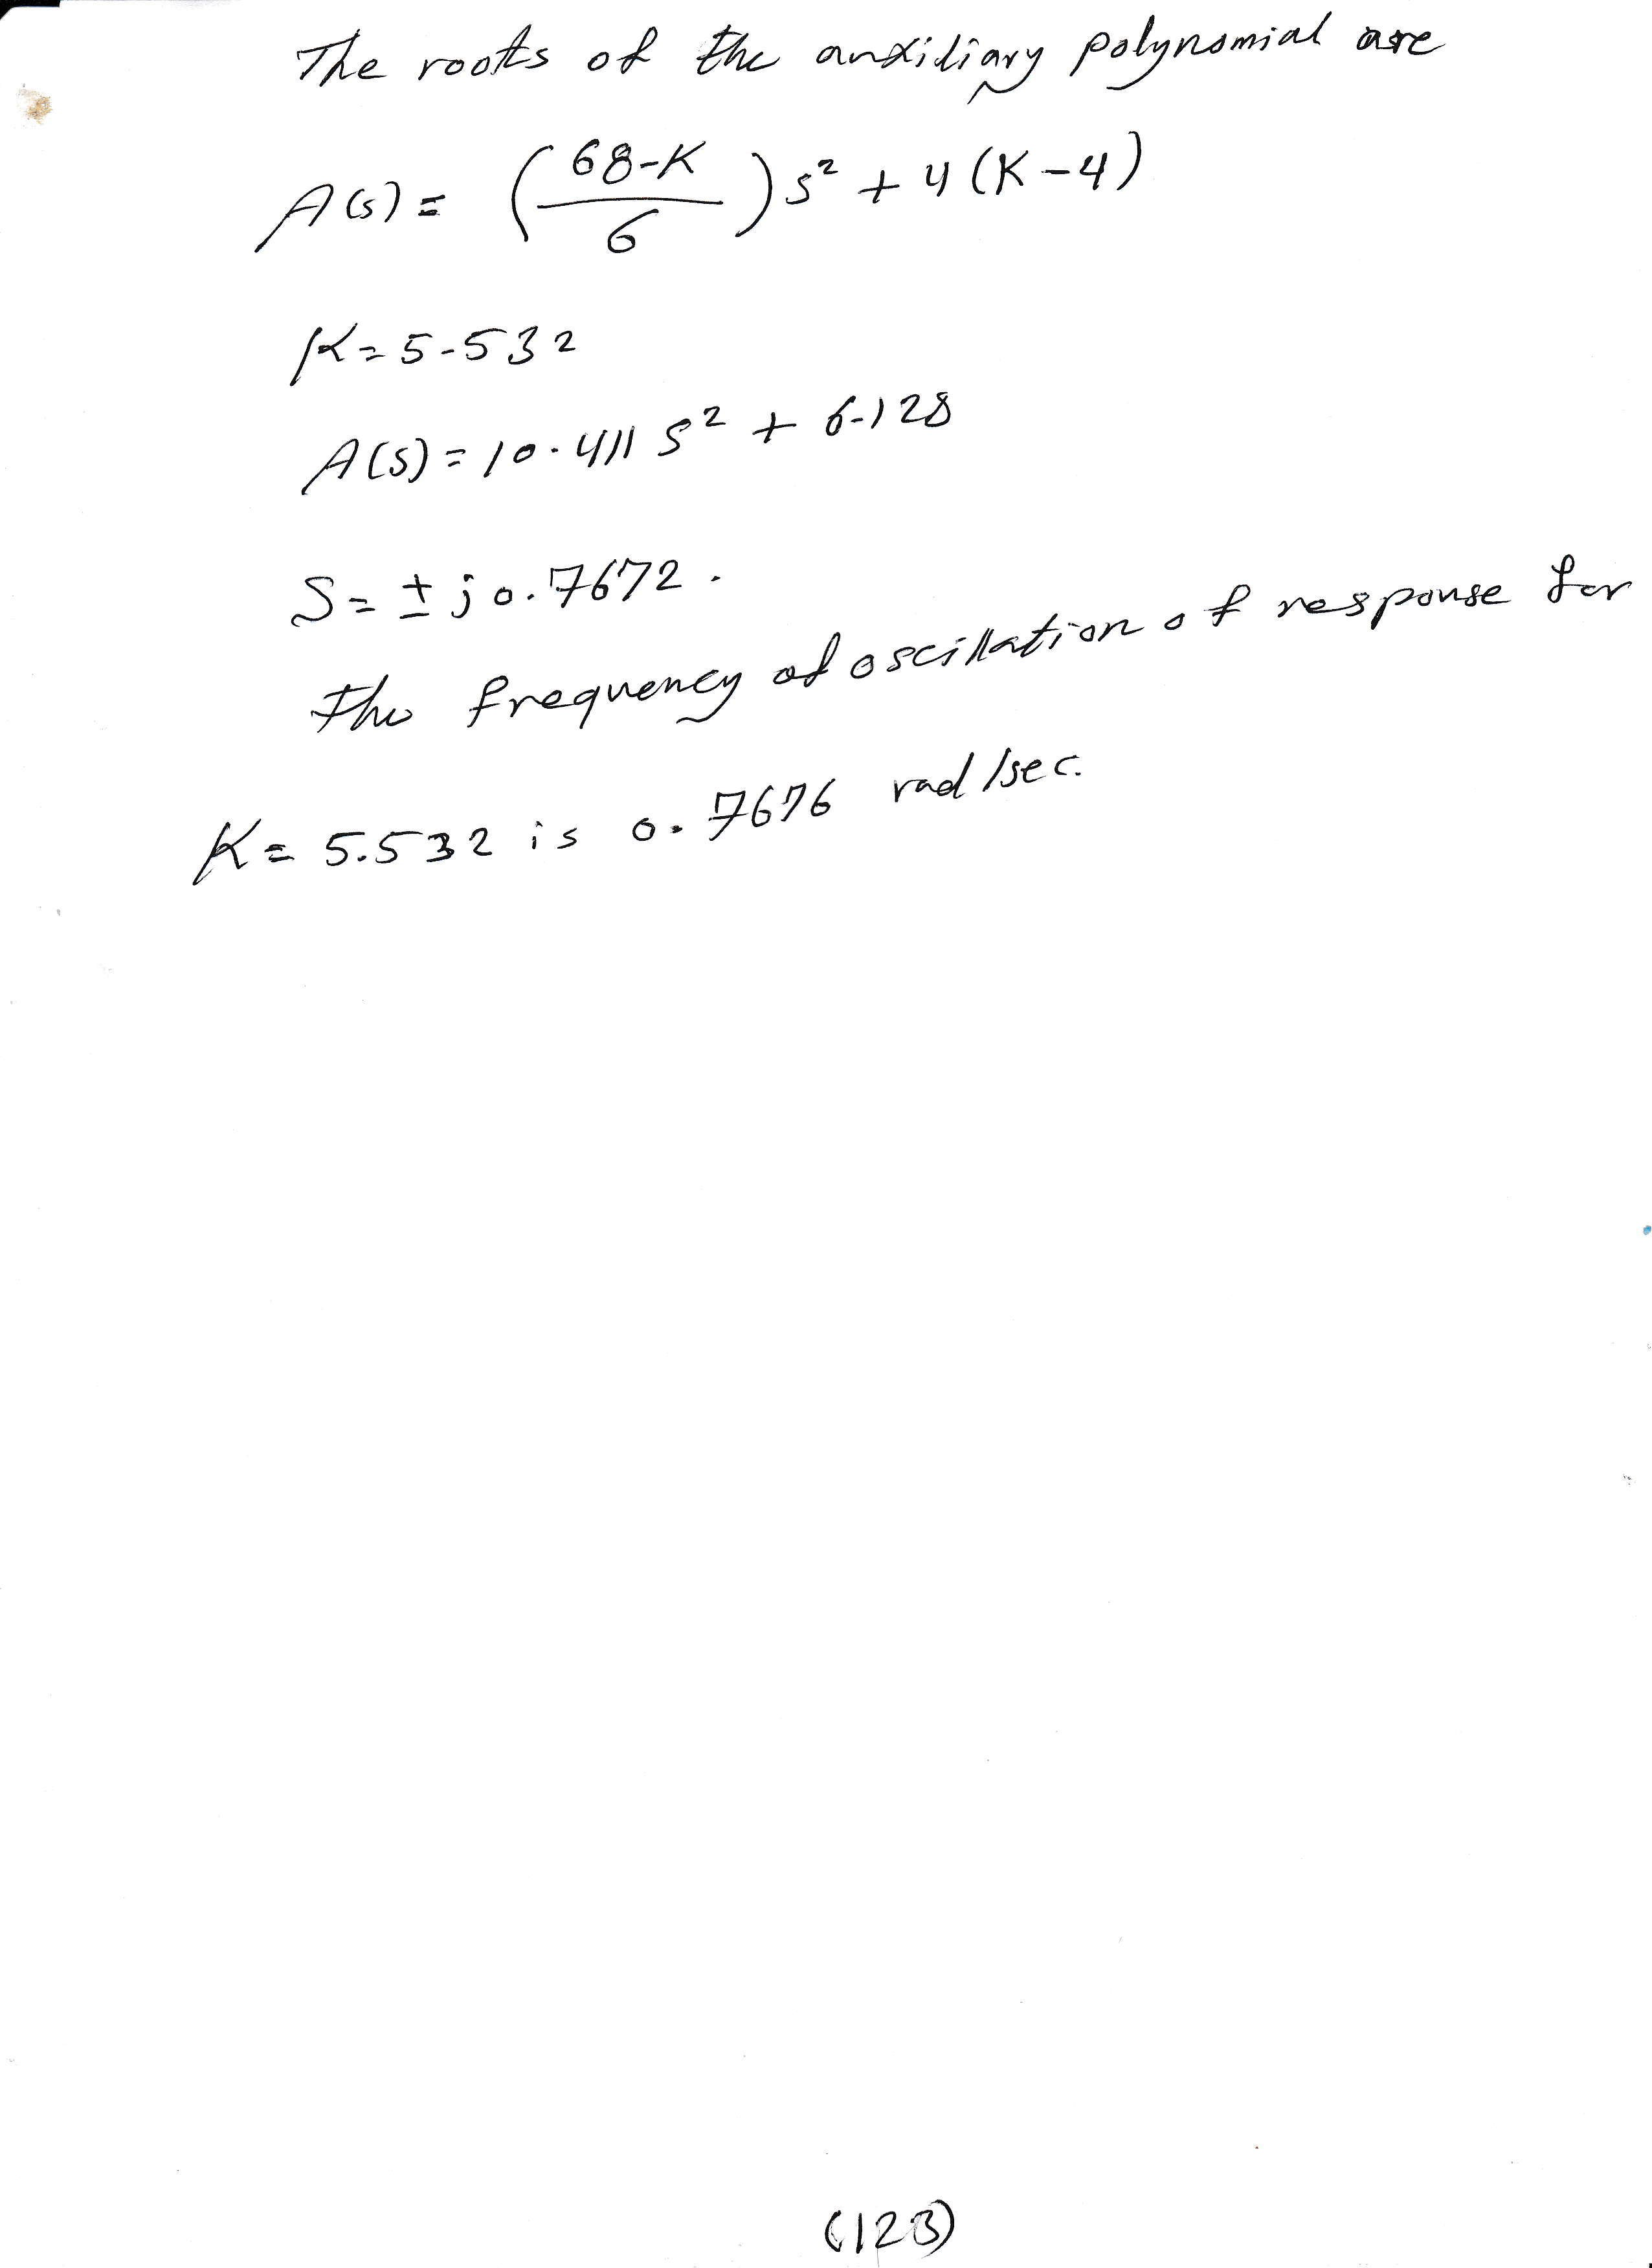 The roots of the auxiliary polynomial are
A(s) = (68-K / 6) s² + 4(K-4)
K = 5.532
A(s) = 10.411 s² + 6.128
S = ± j 0.7672.
the frequency of oscillation of response for
K = 5.532 is 0.7676 rad/sec.
(123)